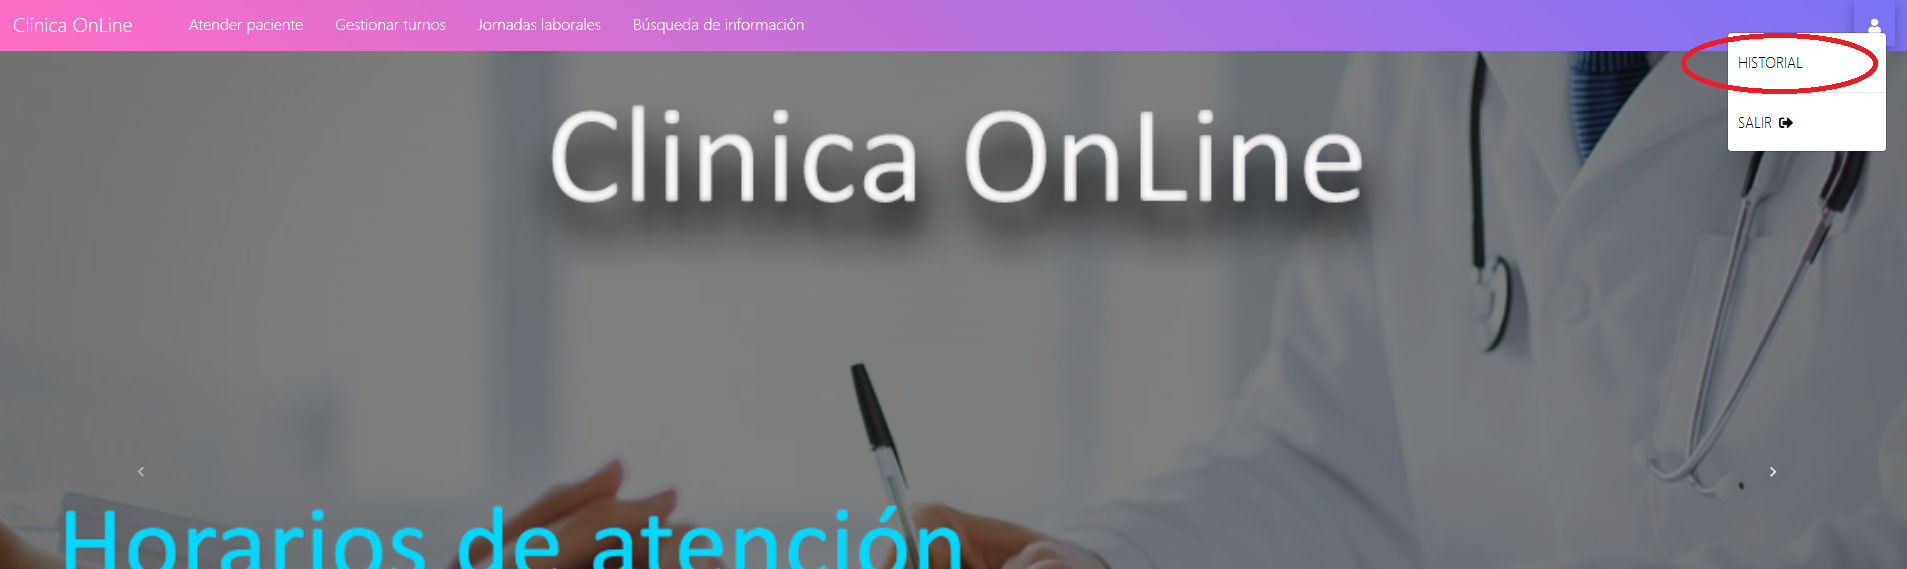 Clínica OnLine Atender paciente Gestionar turnos Jornadas laborales Búsqueda de información
HISTORIAL
SALIR
Clinica OnLine
Horarios de atención